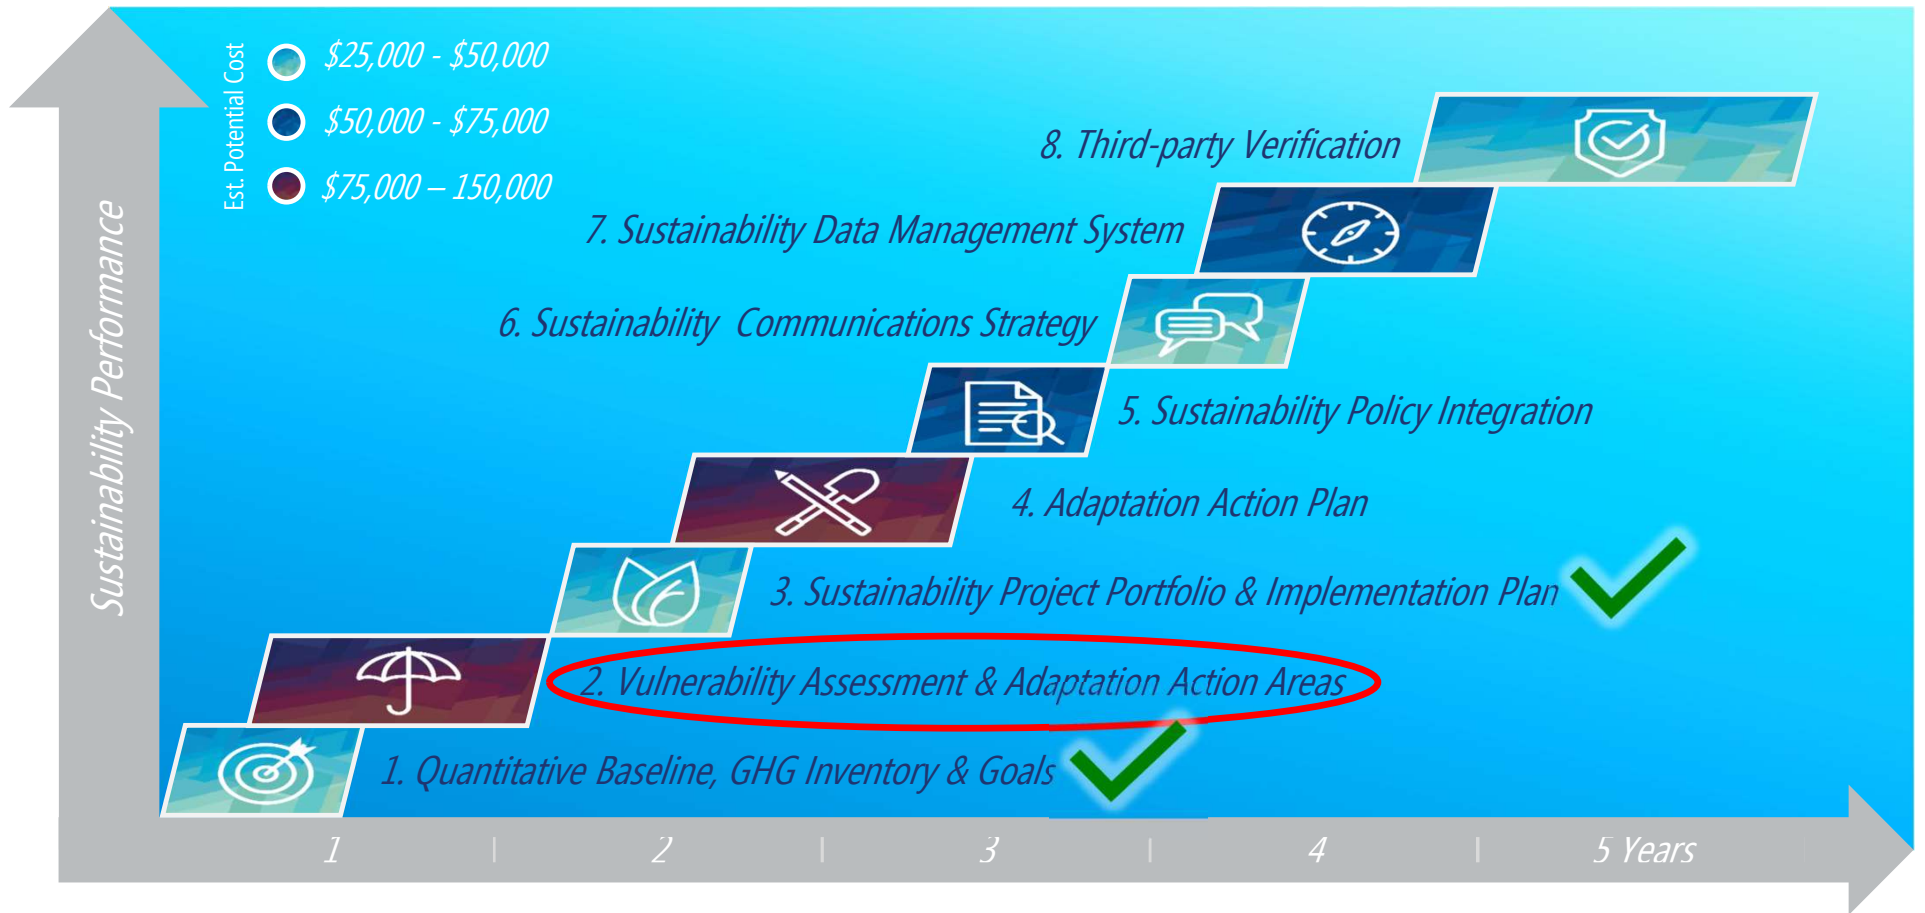 Est. Potential Cost
$25,000 - $50,000
$50,000 - $75,000
$75,000 – 150,000
Sustainability Performance
8. Third-party Verification
7. Sustainability Data Management System
6. Sustainability Communications Strategy
5. Sustainability Policy Integration
4. Adaptation Action Plan
3. Sustainability Project Portfolio & Implementation Plan
2. Vulnerability Assessment & Adaptation Action Areas
1. Quantitative Baseline, GHG Inventory & Goals
1 | 2 | 3 | 4 | 5 Years